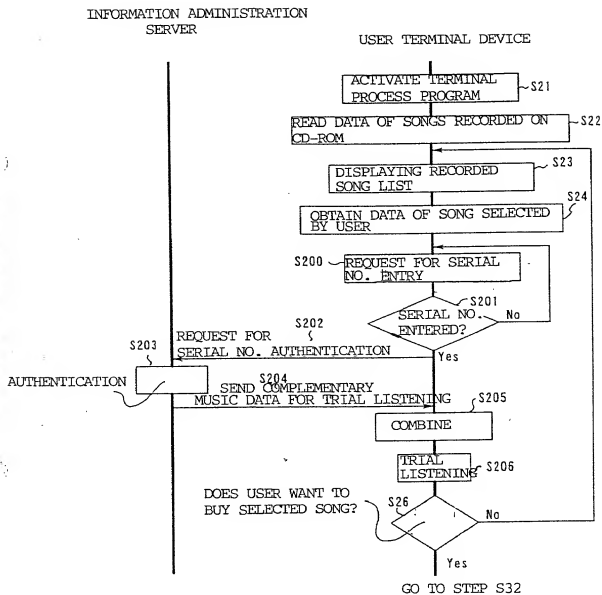 INFORMATION ADMINISTRATION
SERVER
USER TERMINAL DEVICE
ACTIVATE TERMINAL
PROCESS PROGRAM
S21
READ DATA OF SONGS RECORDED ON
CD-ROM
S22
DISPLAYING RECORDED
SONG LIST
S23
OBTAIN DATA OF SONG SELECTED
BY USER
S24
S200
REQUEST FOR SERIAL
NO. ENTRY
S201
SERIAL NO.
ENTERED?
No
Yes
S202
REQUEST FOR
SERIAL NO. AUTHENTICATION
S203
AUTHENTICATION
S204
SEND COMPLEMENTARY
MUSIC DATA FOR TRIAL LISTENING
S205
COMBINE
TRIAL
LISTENING
S206
DOES USER WANT TO
BUY SELECTED SONG?
S26
No
Yes
GO TO STEP S32